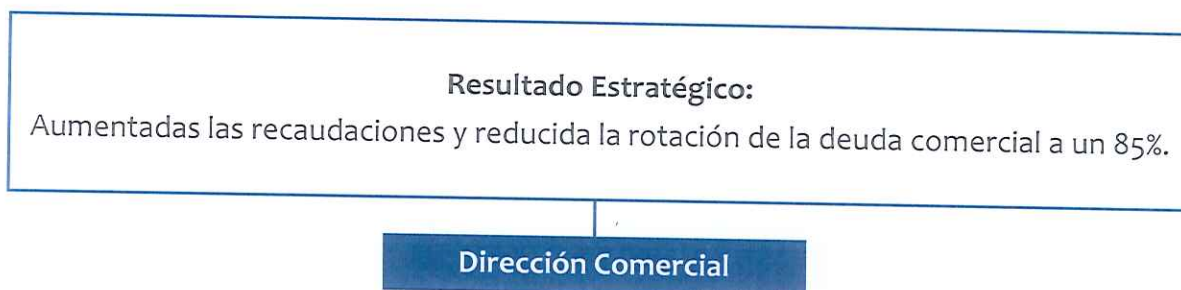 Resultado Estratégico:
Aumentadas las recaudaciones y reducida la rotación de la deuda comercial a un 85%.
Dirección Comercial